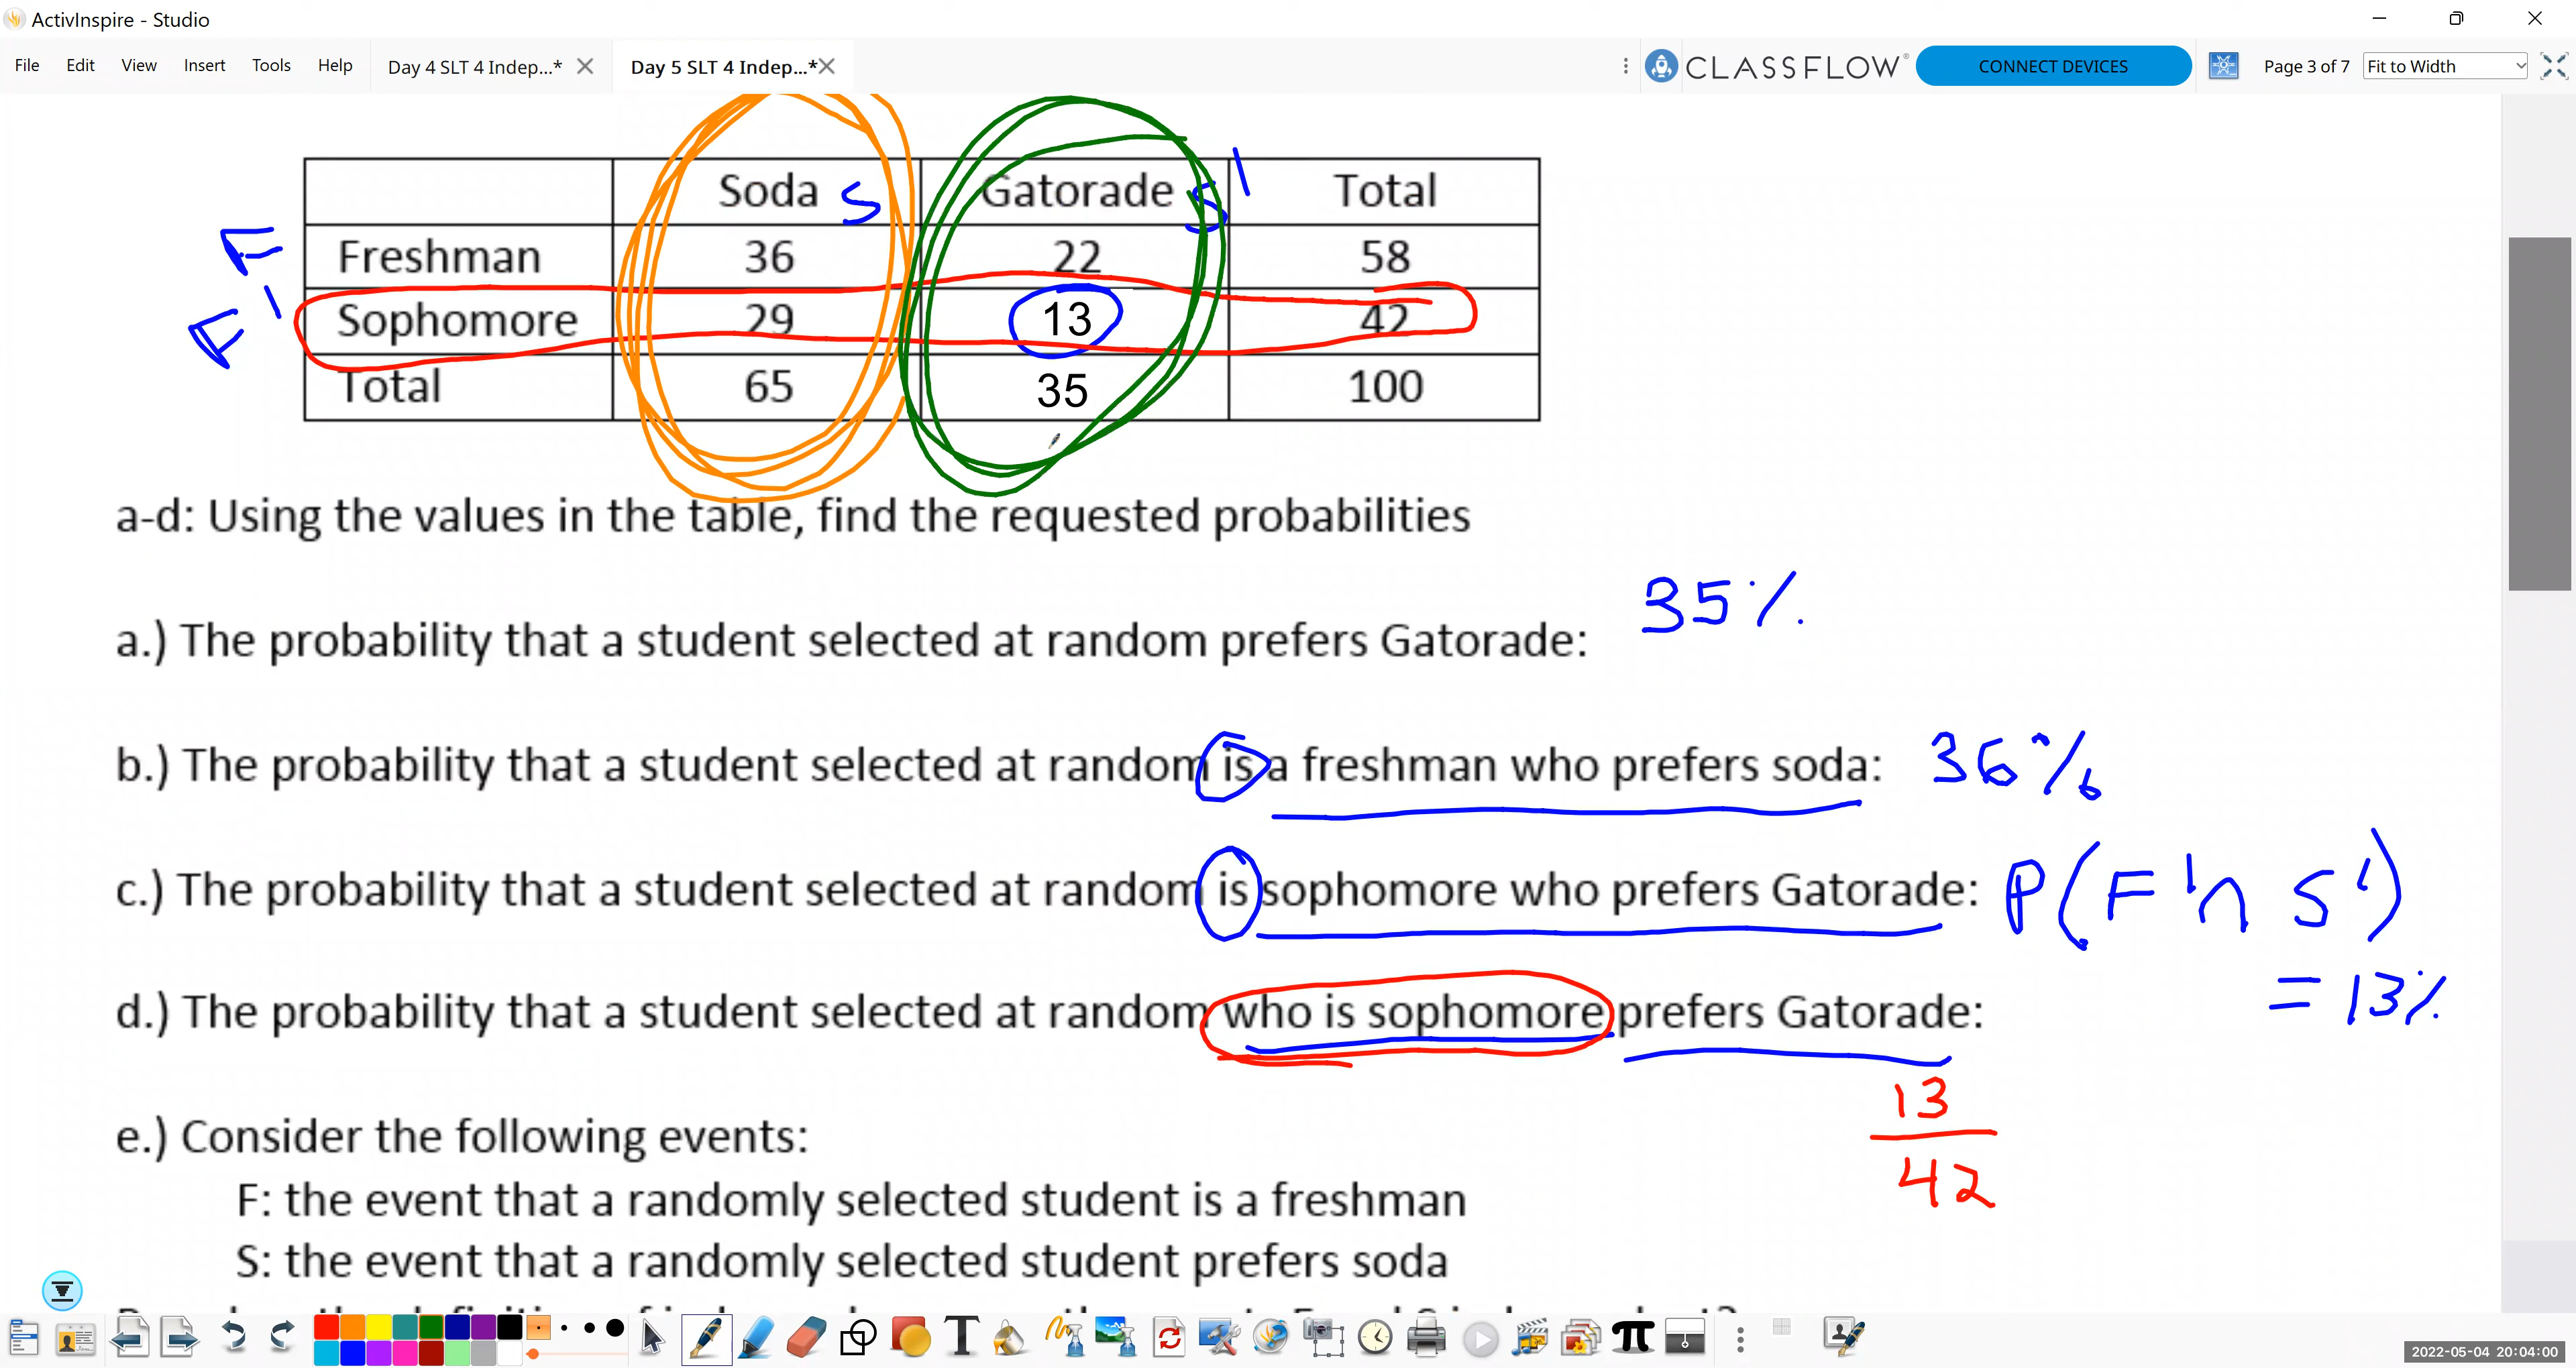 ActivInspire - Studio
File Edit View Insert Tools Help Day 4 SLT 4 Indep...* Day 5 SLT 4 Indep...* CLASSFLOW CONNECT DEVICES Page 3 of 7 Fit to Width
Soda S Gatorade S' Total
F Freshman 36 22 58
F' Sophomore 29 13 42
Total 65 35 100
a-d: Using the values in the table, find the requested probabilities
a.) The probability that a student selected at random prefers Gatorade: 35%
b.) The probability that a student selected at random is a freshman who prefers soda: 36%
c.) The probability that a student selected at random is sophomore who prefers Gatorade: P(F'∩S')
= 13%
d.) The probability that a student selected at random who is sophomore prefers Gatorade:
13
42
e.) Consider the following events:
F: the event that a randomly selected student is a freshman
S: the event that a randomly selected student prefers soda
2022-05-04 20:04:00